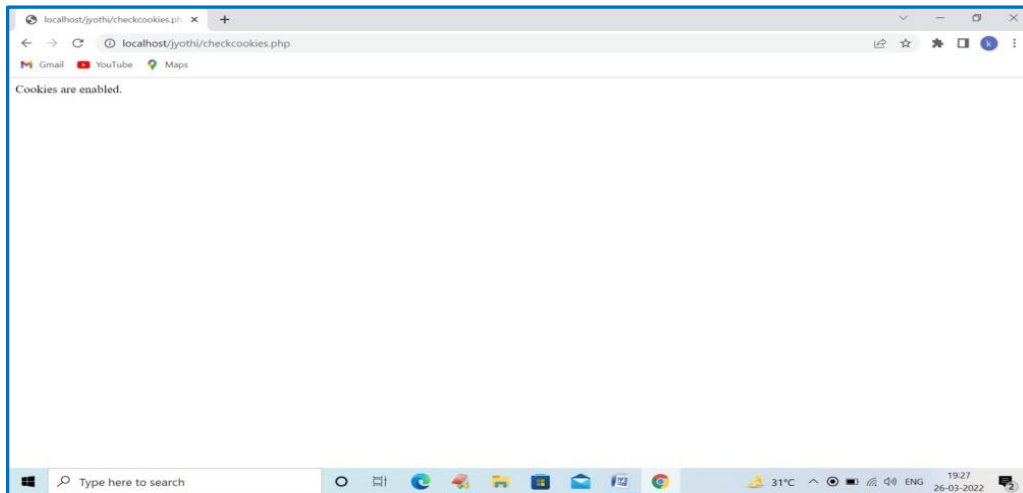 localhost/jyothi/checkcookies.ph
localhost/jyothi/checkcookies.php
k
Gmail YouTube Maps
Cookies are enabled.
Type here to search
31°C ENG 19:27
26-03-2022
2